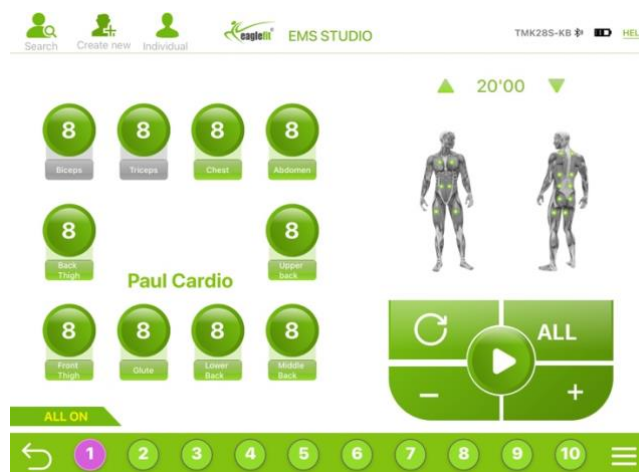 eaglefit® EMS STUDIO
TMK28S-KB
HEL
Search
Create new
Individual
20'00
8
8
8
8
Biceps
Triceps
Chest
Abdomen
8
8
Back
Thigh
Upper
back
Paul Cardio
8
8
8
8
Front
Thigh
Glute
Lower
Back
Middle
Back
ALL
−
+
ALL ON
1
2
3
4
5
6
7
8
9
10